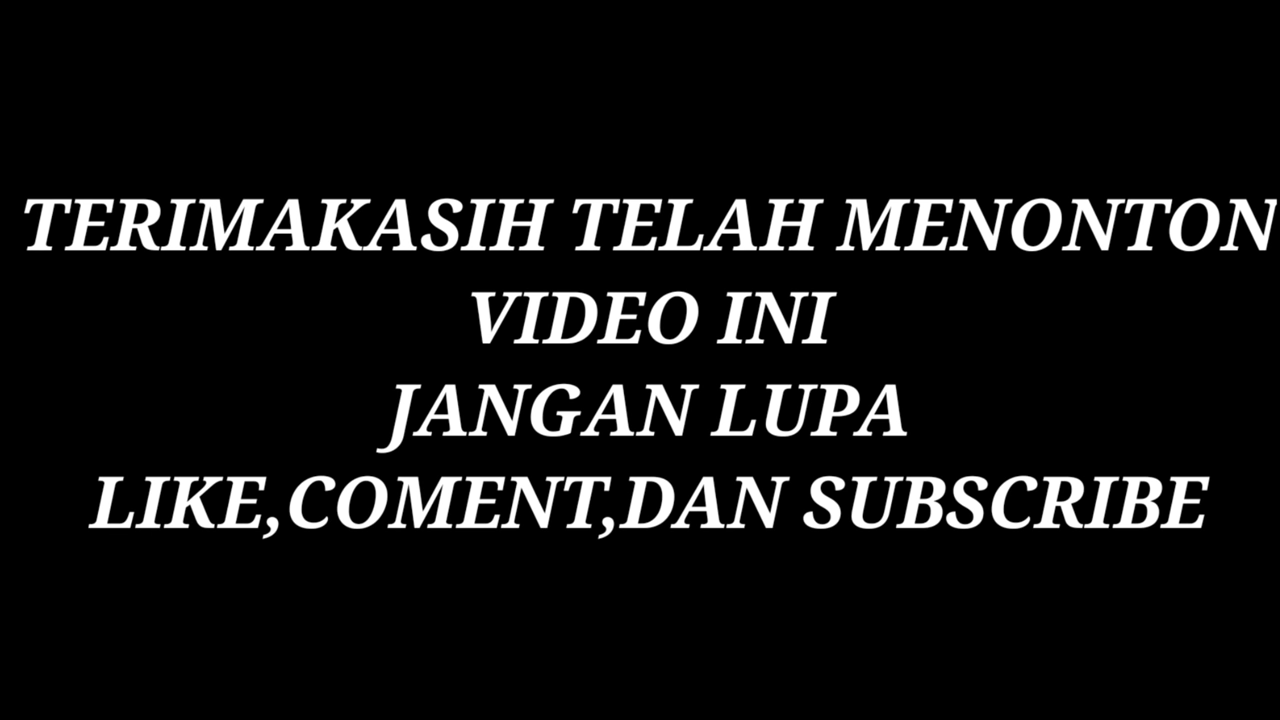 TERIMAKASIH TELAH MENONTON
VIDEO INI
JANGAN LUPA
LIKE,COMENT,DAN SUBSCRIBE